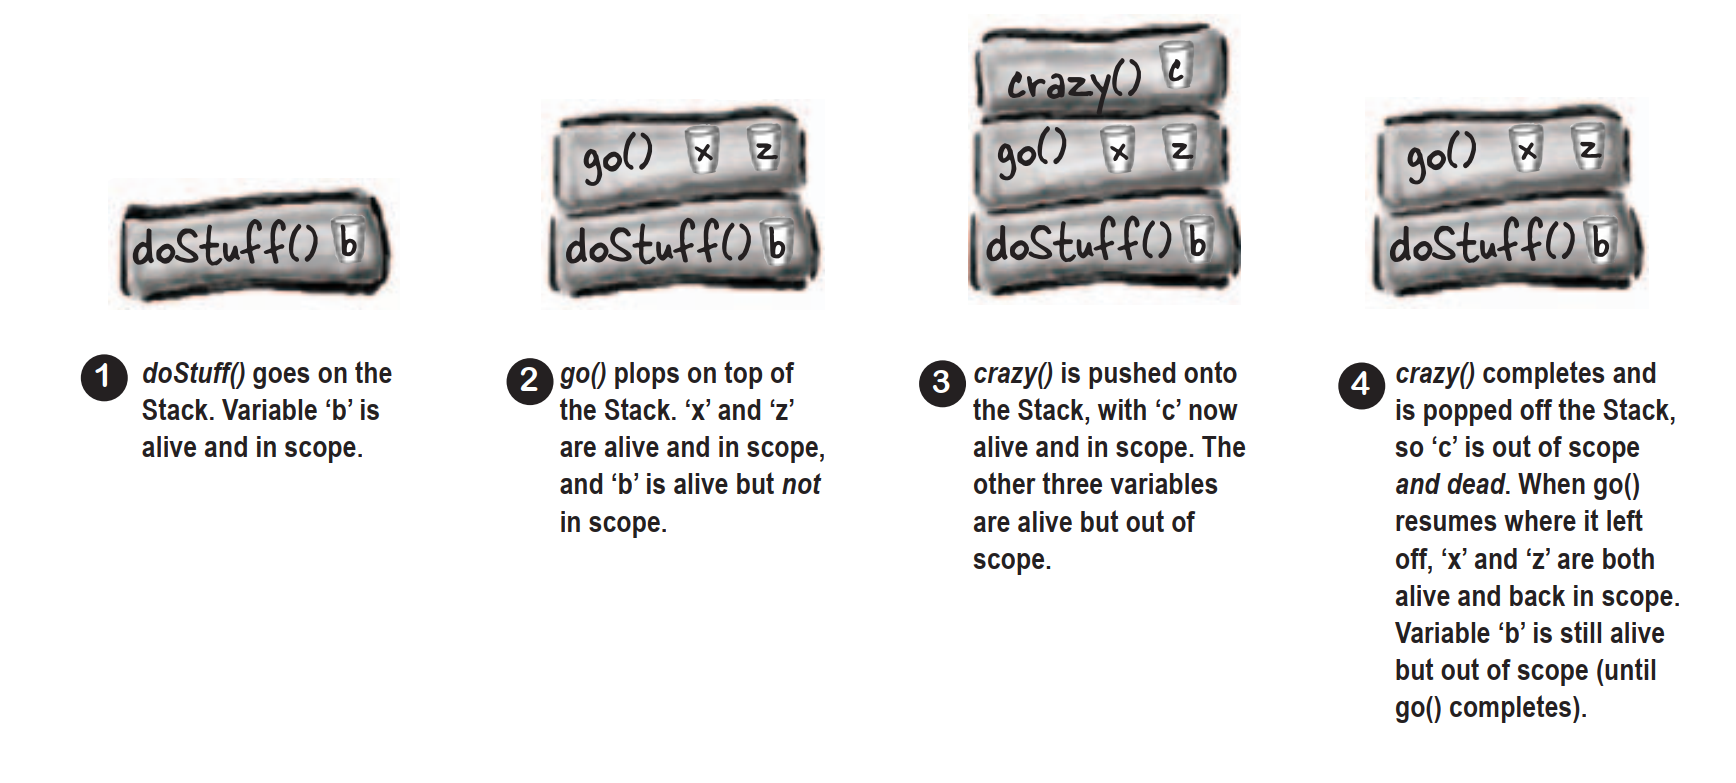 doStuff() b
go() x z
doStuff() b
crazy() c
go() x z
doStuff() b
go() x z
doStuff() b
1 doStuff() goes on the
Stack. Variable ‘b’ is
alive and in scope.
2 go() plops on top of
the Stack. ‘x’ and ‘z’
are alive and in scope,
and ‘b’ is alive but not
in scope.
3 crazy() is pushed onto
the Stack, with ‘c’ now
alive and in scope. The
other three variables
are alive but out of
scope.
4 crazy() completes and
is popped off the Stack,
so ‘c’ is out of scope
and dead. When go()
resumes where it left
off, ‘x’ and ‘z’ are both
alive and back in scope.
Variable ‘b’ is still alive
but out of scope (until
go() completes).